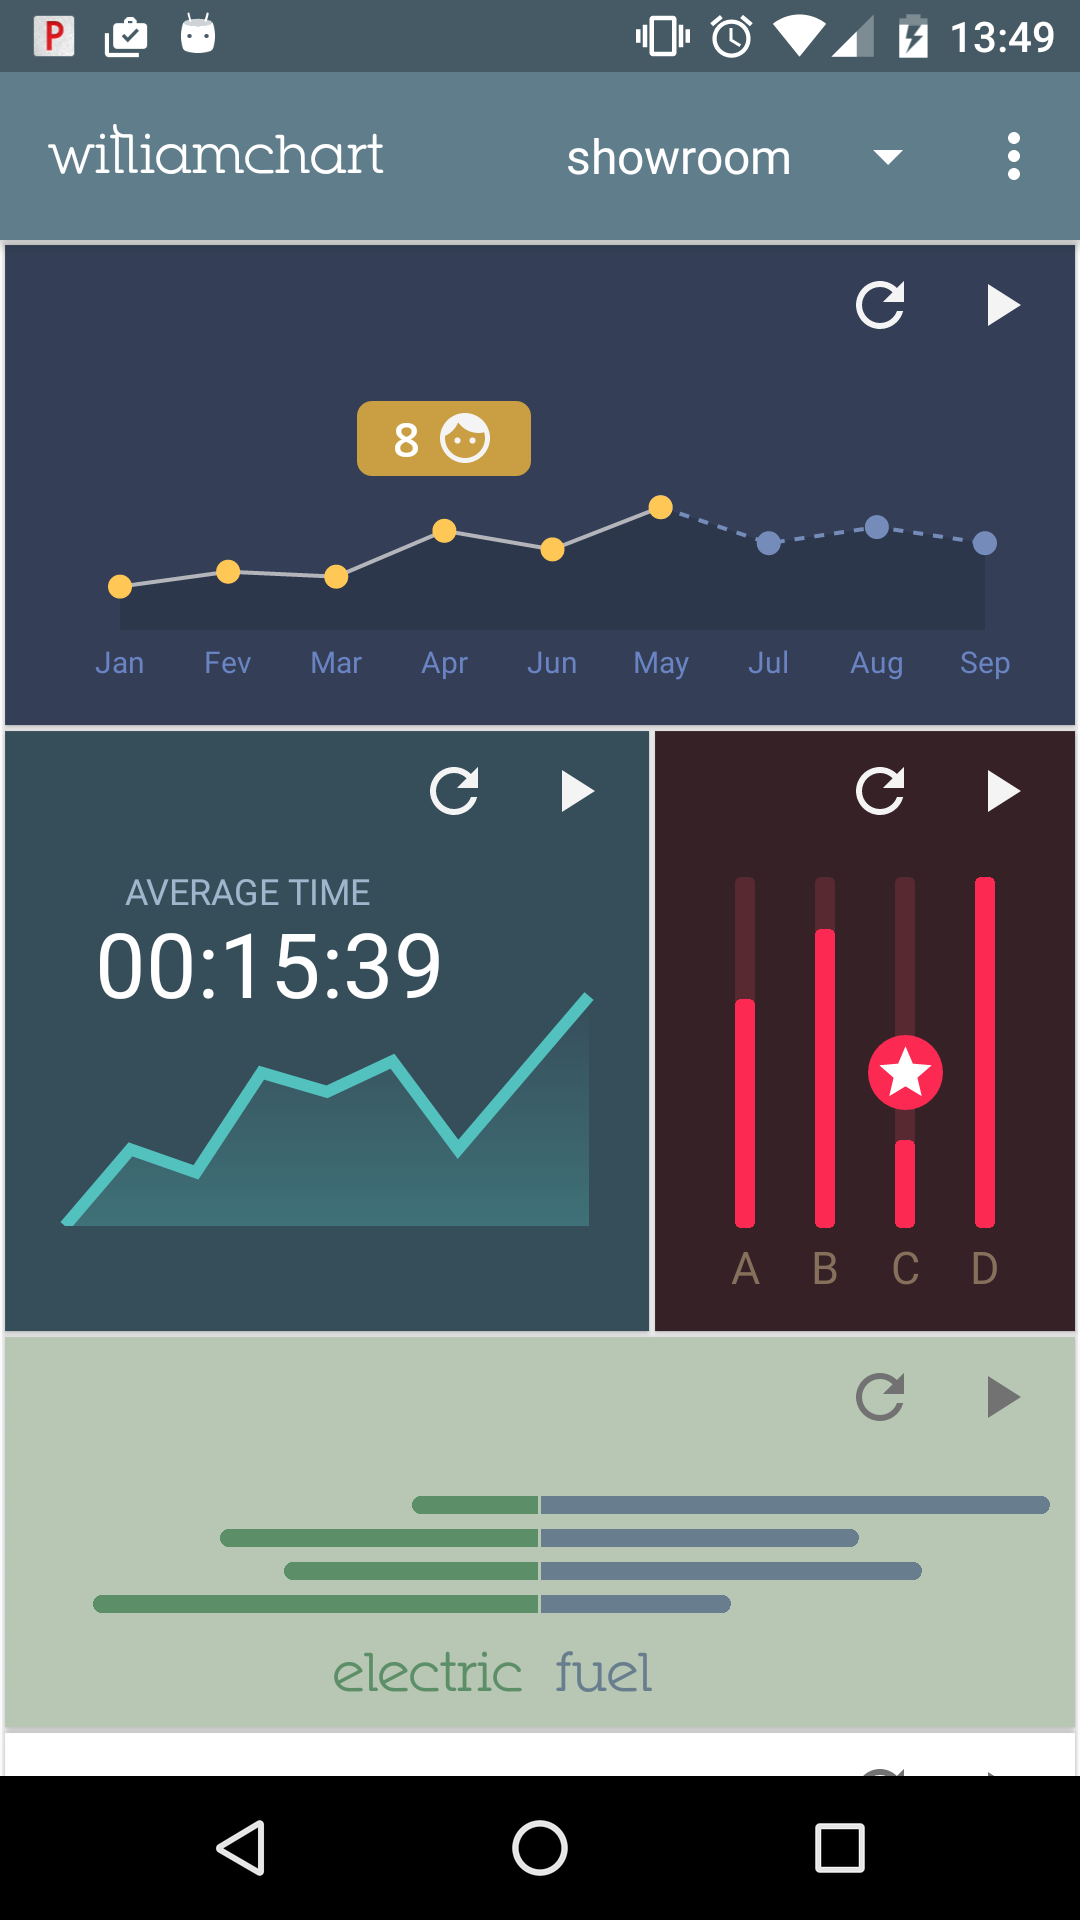 P
13:49
williamchart showroom
8
Jan Fev Mar Apr Jun May Jul Aug Sep
AVERAGE TIME
00:15:39
A B C D
electric fuel